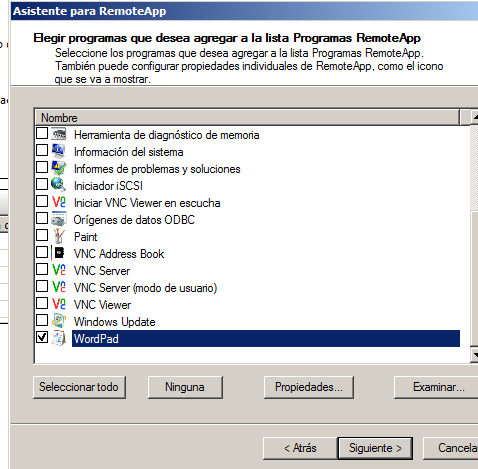 Asistente para RemoteApp
Elegir programas que desea agregar a la lista Programas RemoteApp
Seleccione los programas que desea agregar a la lista Programas RemoteApp.
También puede configurar propiedades individuales de RemoteApp, como el icono
que se va a mostrar.
Nombre
Herramienta de diagnóstico de memoria
Información del sistema
Informes de problemas y soluciones
Iniciador iSCSI
Iniciar VNC Viewer en escucha
Orígenes de datos ODBC
Paint
VNC Address Book
VNC Server
VNC Server (modo de usuario)
VNC Viewer
Windows Update
WordPad
Seleccionar todo Ninguna Propiedades... Examinar...
< Atrás Siguiente > Cancela